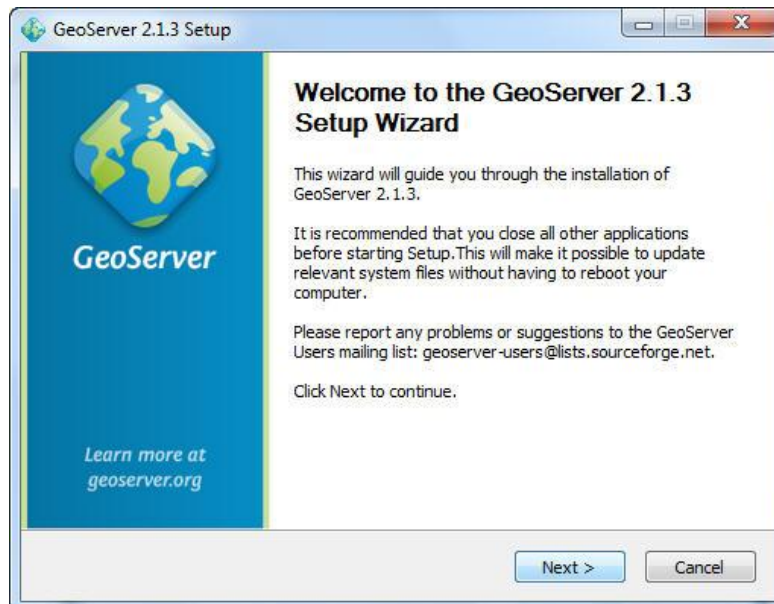 GeoServer 2.1.3 Setup
GeoServer
Learn more at
geoserver.org
Welcome to the GeoServer 2.1.3
Setup Wizard
This wizard will guide you through the installation of
GeoServer 2.1.3.
It is recommended that you close all other applications
before starting Setup.This will make it possible to update
relevant system files without having to reboot your
computer.
Please report any problems or suggestions to the GeoServer
Users mailing list: geoserver-users@lists.sourceforge.net.
Click Next to continue.
Next >
Cancel